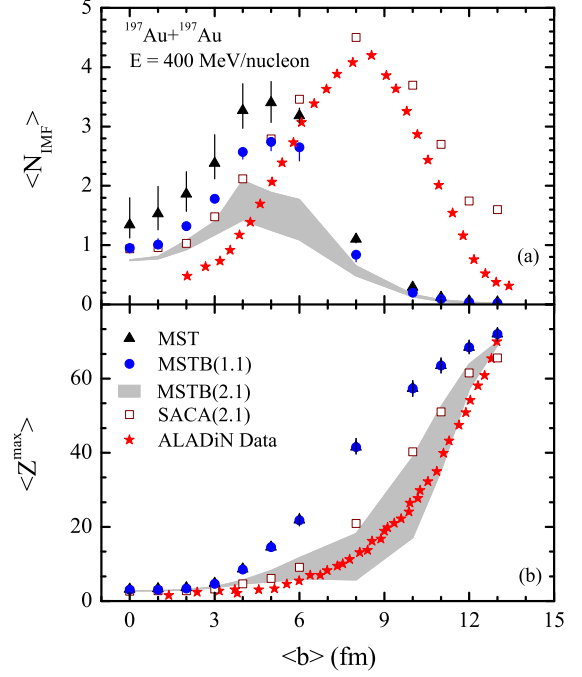 5
¹⁹⁷Au+¹⁹⁷Au
E = 400 MeV/nucleon
4
3
2
1
0
<N_IMF>
(a)
MST
MSTB(1.1)
MSTB(2.1)
SACA(2.1)
ALADiN Data
60
40
20
0
<Z^max>
(b)
0 3 6 9 12 15
<b> (fm)